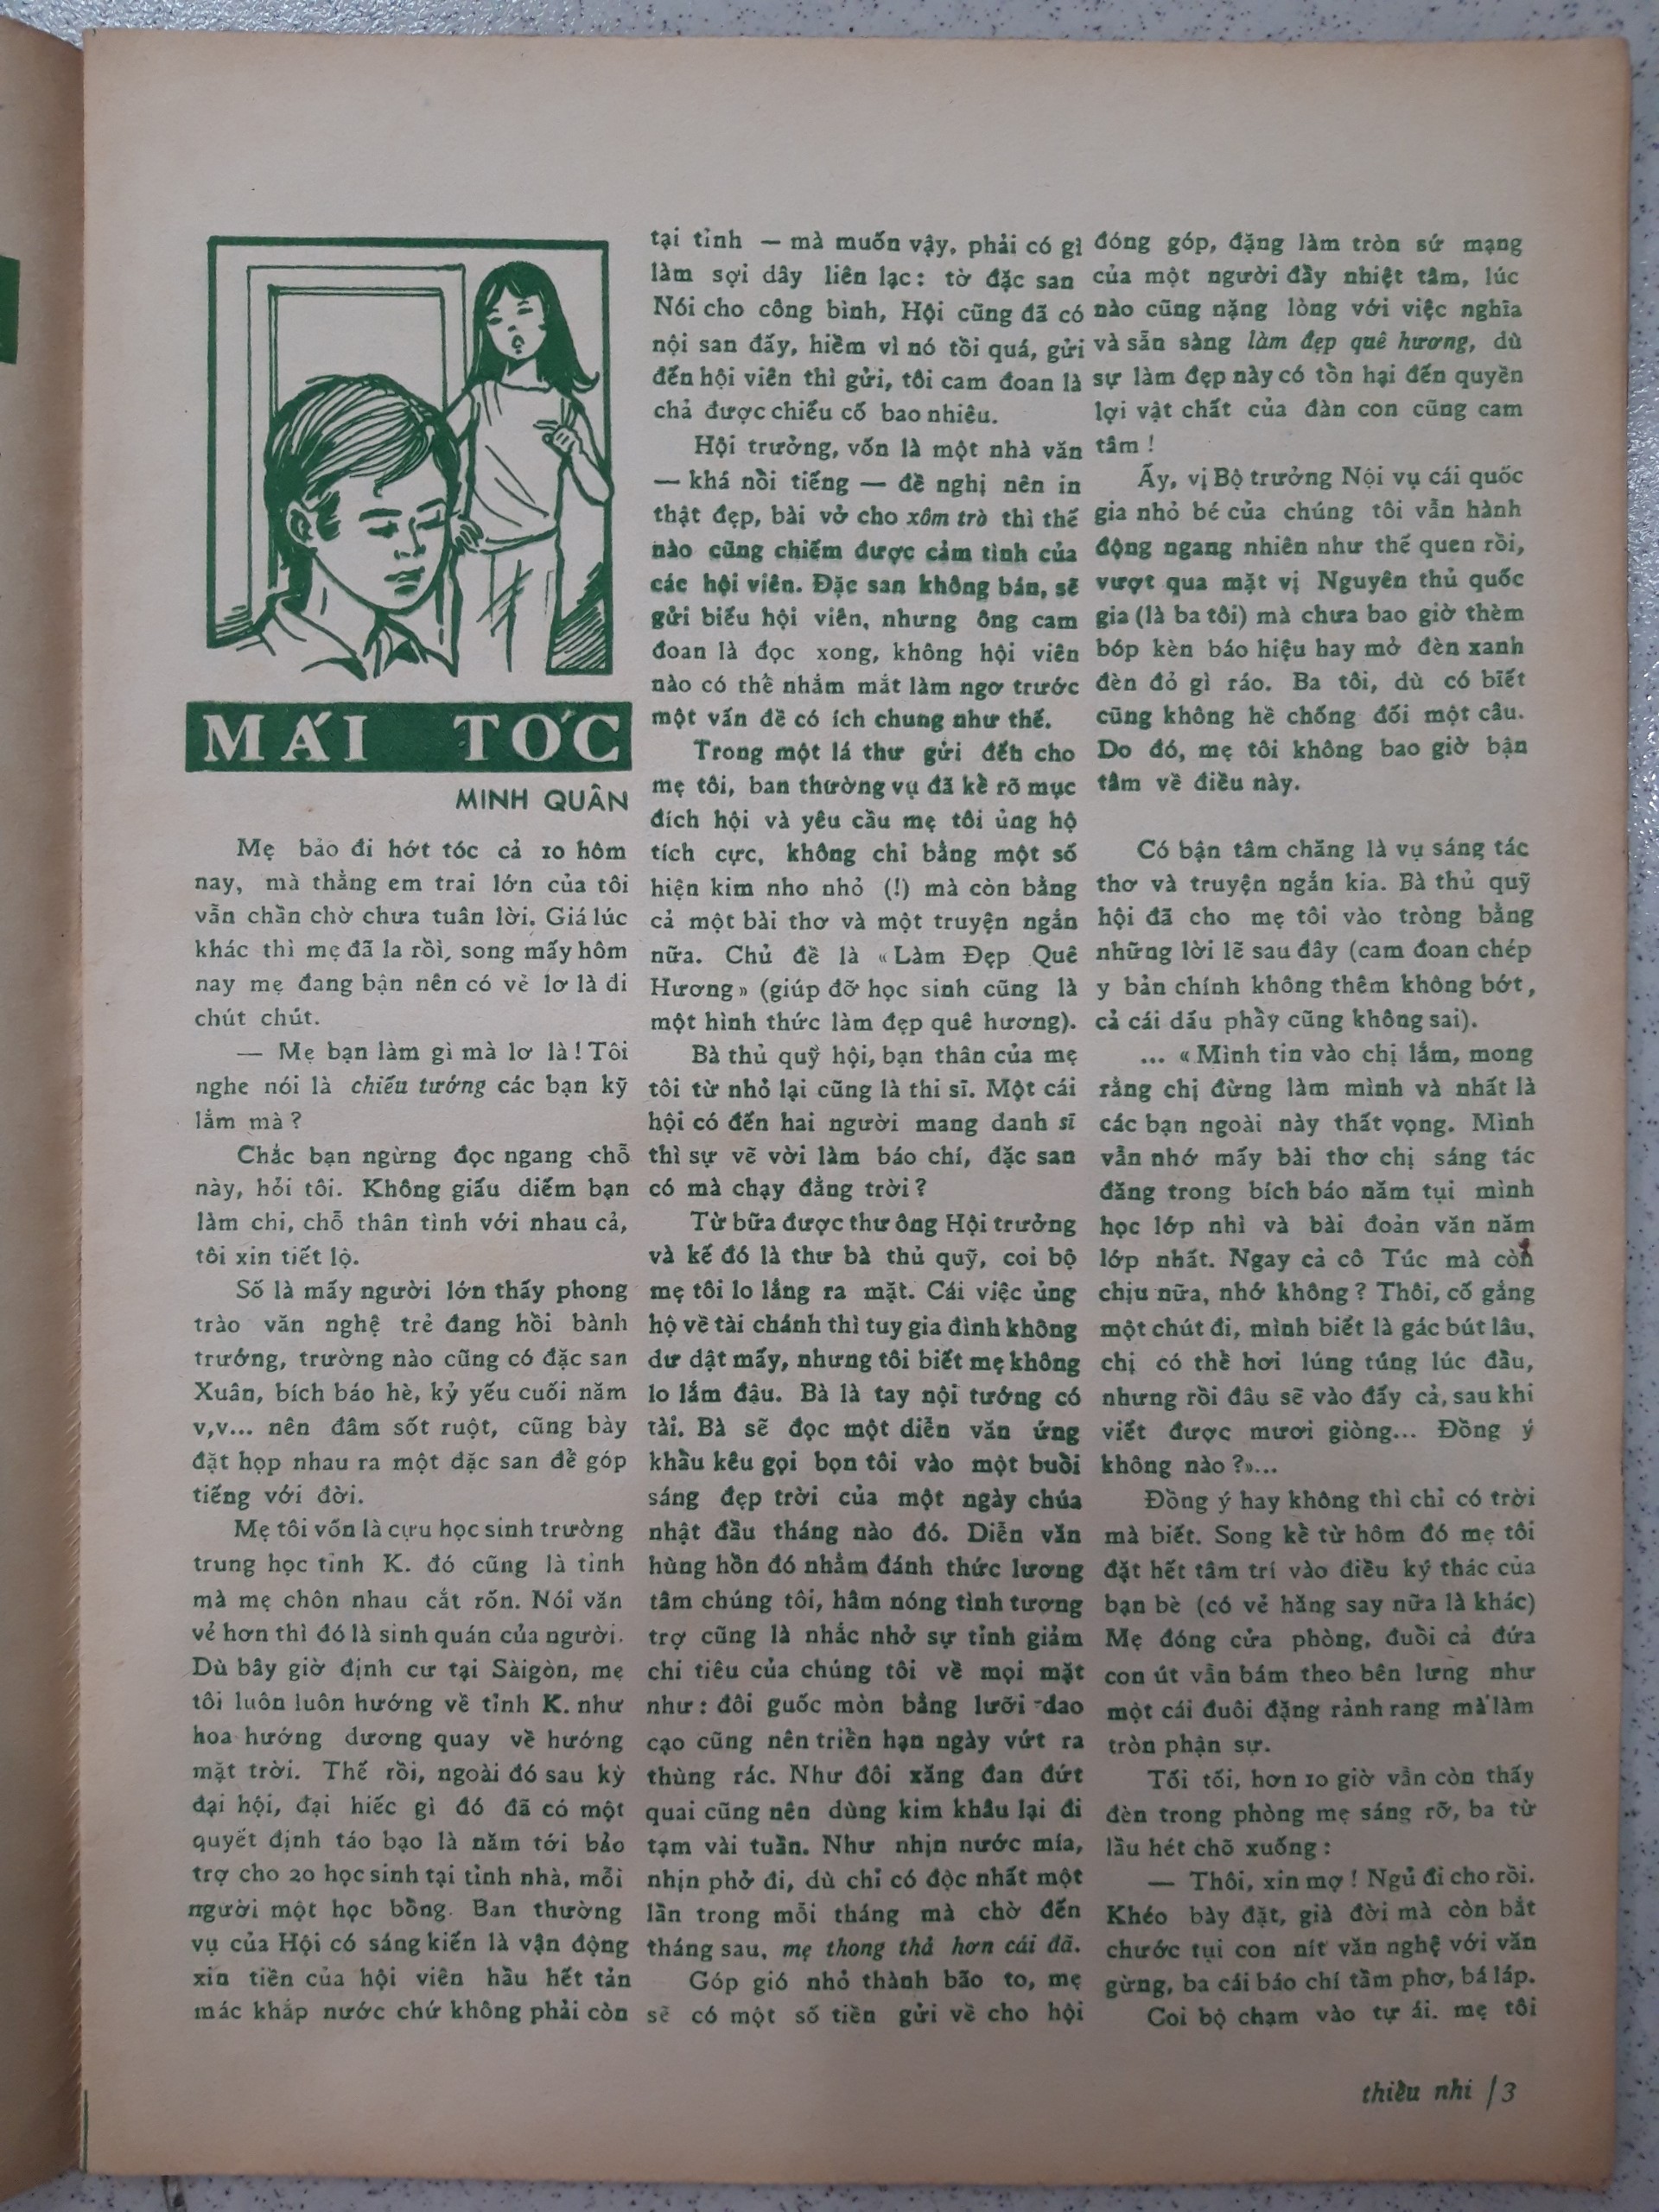 MÁI TÓC
MINH QUÂN
Mẹ bảo đi hớt tóc cả 10 hôm
nay, mà thằng em trai lớn của tôi
vẫn chần chờ chưa tuân lời. Giá lúc
khác thì mẹ đã la rồi, song mấy hôm
nay mẹ đang bận nên có vẻ lơ là đi
chút chút.
— Mẹ bạn làm gì mà lơ là ! Tôi
nghe nói là chiếu tướng các bạn kỹ
lắm mà ?
Chắc bạn ngừng đọc ngang chỗ
này, hỏi tôi. Không giấu diếm bạn
làm chi, chỗ thân tình với nhau cả,
tôi xin tiết lộ.
Số là mấy người lớn thấy phong
trào văn nghệ trẻ đang hồi bành
trướng, trường nào cũng có đặc san
Xuân, bích báo hè, kỷ yếu cuối năm
v,v... nên đâm sốt ruột, cũng bày
đặt họp nhau ra một đặc san để góp
tiếng với đời.
Mẹ tôi vốn là cựu học sinh trường
trung học tỉnh K. đó cũng là tỉnh
mà mẹ chôn nhau cắt rốn. Nói văn
vẻ hơn thì đó là sinh quán của người.
Dù bây giờ định cư tại Sàigòn, mẹ
tôi luôn luôn hướng về tỉnh K. như
hoa hướng dương quay về hướng
mặt trời. Thế rồi, ngoài đó sau kỳ
đại hội, đại hiếc gì đó đã có một
quyết định táo bạo là năm tới bảo
trợ cho 20 học sinh tại tỉnh nhà, mỗi
người một học bổng. Ban thường
vụ của Hội có sáng kiến là vận động
xin tiền của hội viên hầu hết tản
mác khắp nước chứ không phải còn
tại tỉnh — mà muốn vậy, phải có gì
làm sợi dây liên lạc : tờ đặc san
Nói cho công bình, Hội cũng đã có
nội san đấy, hiềm vì nó tồi quá, gửi
đến hội viên thì gửi, tôi cam đoan là
chả được chiếu cố bao nhiêu.
Hội trưởng, vốn là một nhà văn
— khá nổi tiếng — đề nghị nên in
thật đẹp, bài vở cho xôm trò thì thế
nào cũng chiếm được cảm tình của
các hội viên. Đặc san không bán, sẽ
gửi biếu hội viên, nhưng ông cam
đoan là đọc xong, không hội viên
nào có thể nhắm mắt làm ngơ trước
một vấn đề có ích chung như thế.
Trong một lá thư gửi đến cho
mẹ tôi, ban thường vụ đã kể rõ mục
đích hội và yêu cầu mẹ tôi ủng hộ
tích cực, không chỉ bằng một số
hiện kim nho nhỏ (!) mà còn bằng
cả một bài thơ và một truyện ngắn
nữa. Chủ đề là « Làm Đẹp Quê
Hương » (giúp đỡ học sinh cũng là
một hình thức làm đẹp quê hương).
Bà thủ quỹ hội, bạn thân của mẹ
tôi từ nhỏ lại cũng là thi sĩ. Một cái
hội có đến hai người mang danh sĩ
thì sự vẽ vời làm báo chí, đặc san
có mà chạy đằng trời ?
Từ bữa được thư ông Hội trưởng
và kế đó là thư bà thủ quỹ, coi bộ
mẹ tôi lo lắng ra mặt. Cái việc ủng
hộ về tài chánh thì tuy gia đình không
dư dật mấy, nhưng tôi biết mẹ không
lo lắm đậu. Bà là tay nội tướng có
tài. Bà sẽ đọc một diễn văn ứng
khẩu kêu gọi bọn tôi vào một buổi
sáng đẹp trời của một ngày chúa
nhật đầu tháng nào đó. Diễn văn
hùng hồn đó nhằm đánh thức lương
tâm chúng tôi, hâm nóng tình tương
trợ cũng là nhắc nhở sự tỉnh giảm
chi tiêu của chúng tôi về mọi mặt
như : đôi guốc mòn bằng lưỡi dao
cạo cũng nên triển hạn ngày vứt ra
thùng rác. Như đôi xăng đan đứt
quai cũng nên dùng kim khâu lại đi
tạm vài tuần. Như nhịn nước mía,
nhịn phở đi, dù chỉ có độc nhất một
lần trong mỗi tháng mà chờ đến
tháng sau, mẹ thong thả hơn cái đã.
Góp gió nhỏ thành bão to, mẹ
sẽ có một số tiền gửi về cho hội
đóng góp, đặng làm tròn sứ mạng
của một người đầy nhiệt tâm, lúc
nào cũng nặng lòng với việc nghĩa
và sẵn sàng làm đẹp quê hương, dù
sự làm đẹp này có tổn hại đến quyền
lợi vật chất của đàn con cũng cam
tâm !
Ấy, vị Bộ trưởng Nội vụ cái quốc
gia nhỏ bé của chúng tôi vẫn hành
động ngang nhiên như thế quen rồi,
vượt qua mặt vị Nguyên thủ quốc
gia (là ba tôi) mà chưa bao giờ thèm
bóp kèn báo hiệu hay mở đèn xanh
đèn đỏ gì ráo. Ba tôi, dù có biết
cũng không hề chống đối một câu.
Do đó, mẹ tôi không bao giờ bận
tâm về điều này.
Có bận tâm chăng là vụ sáng tác
thơ và truyện ngắn kia. Bà thủ quỹ
hội đã cho mẹ tôi vào tròng bằng
những lời lẽ sau đây (cam đoan chép
y bản chính không thêm không bớt,
cả cái dấu phẩy cũng không sai).
... « Mình tin vào chị lắm, mong
rằng chị đừng làm mình và nhất là
các bạn ngoài này thất vọng. Mình
vẫn nhớ mấy bài thơ chị sáng tác
đăng trong bích báo năm tụi mình
học lớp nhì và bài đoản văn năm
lớp nhất. Ngay cả cô Túc mà còn
chịu nữa, nhớ không ? Thôi, cố gắng
một chút đi, mình biết là gác bút lâu,
chị có thể hơi lúng túng lúc đầu,
nhưng rồi đâu sẽ vào đấy cả, sau khi
viết được mươi giòng... Đồng ý
không nào ?»...
Đồng ý hay không thì chỉ có trời
mà biết. Song kể từ hôm đó mẹ tôi
đặt hết tâm trí vào điều ký thác của
bạn bè (có vẻ hăng say nữa là khác)
Mẹ đóng cửa phòng, đuổi cả đứa
con út vẫn bám theo bên lưng như
một cái đuôi đặng rảnh rang mà làm
tròn phận sự.
Tối tối, hơn 10 giờ vẫn còn thấy
đèn trong phòng mẹ sáng rỡ, ba từ
lầu hét chõ xuống :
— Thôi, xin mợ ! Ngủ đi cho rồi.
Khéo bày đặt, già đời mà còn bắt
chước tụi con nít văn nghệ với văn
gừng, ba cái báo chí tầm phơ, bá láp.
Coi bộ chạm vào tự ái. mẹ tôi
thiếu nhi / 3